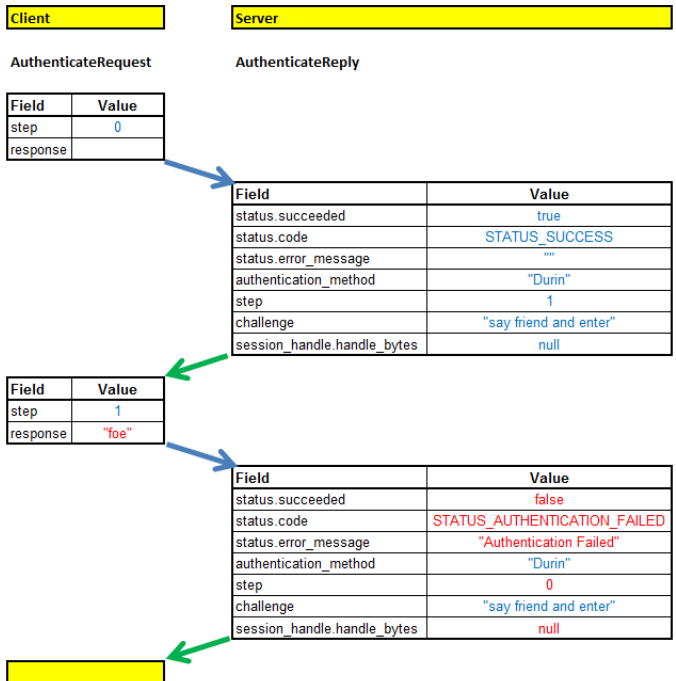 Client Server
AuthenticateRequest AuthenticateReply
Field Value
step 0
response
Field Value
status.succeeded true
status.code STATUS_SUCCESS
status.error_message ""
authentication_method "Durin"
step 1
challenge "say friend and enter"
session_handle.handle_bytes null
Field Value
step 1
response "foe"
Field Value
status.succeeded false
status.code STATUS_AUTHENTICATION_FAILED
status.error_message "Authentication Failed"
authentication_method "Durin"
step 0
challenge "say friend and enter"
session_handle.handle_bytes null